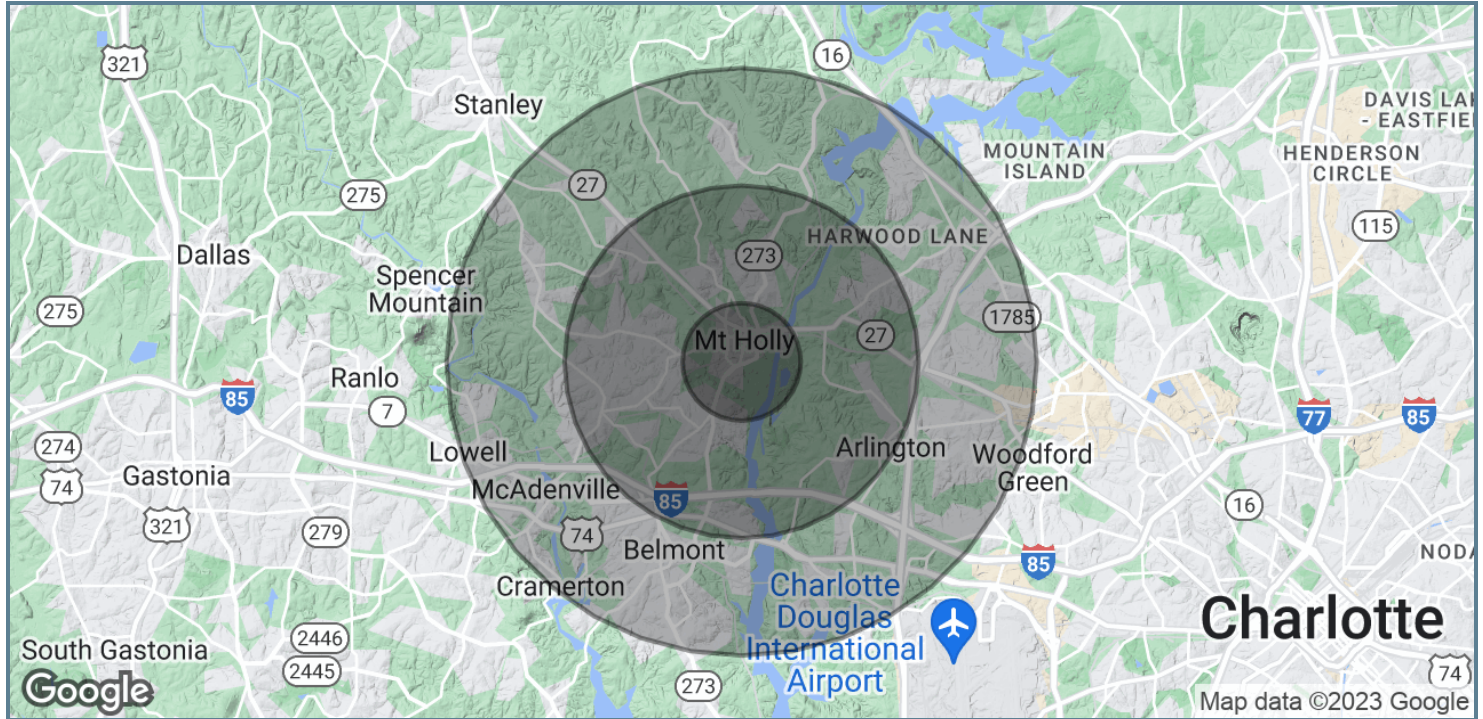 321
16
Stanley
DAVIS LA
- EASTFIE
MOUNTAIN
ISLAND
HENDERSON
CIRCLE
275
27
115
HARWOOD LANE
Dallas
273
Spencer
Mountain
275
1785
Mt Holly
27
Ranlo
85
7
77
85
274
Lowell
Arlington
Woodford
Green
74
Gastonia
McAdenville
85
16
321
279
74
Belmont
NODA
85
Cramerton
Charlotte
Douglas
International
Airport
Charlotte
2446
South Gastonia
2445
74
273
Google
Map data ©2023 Google